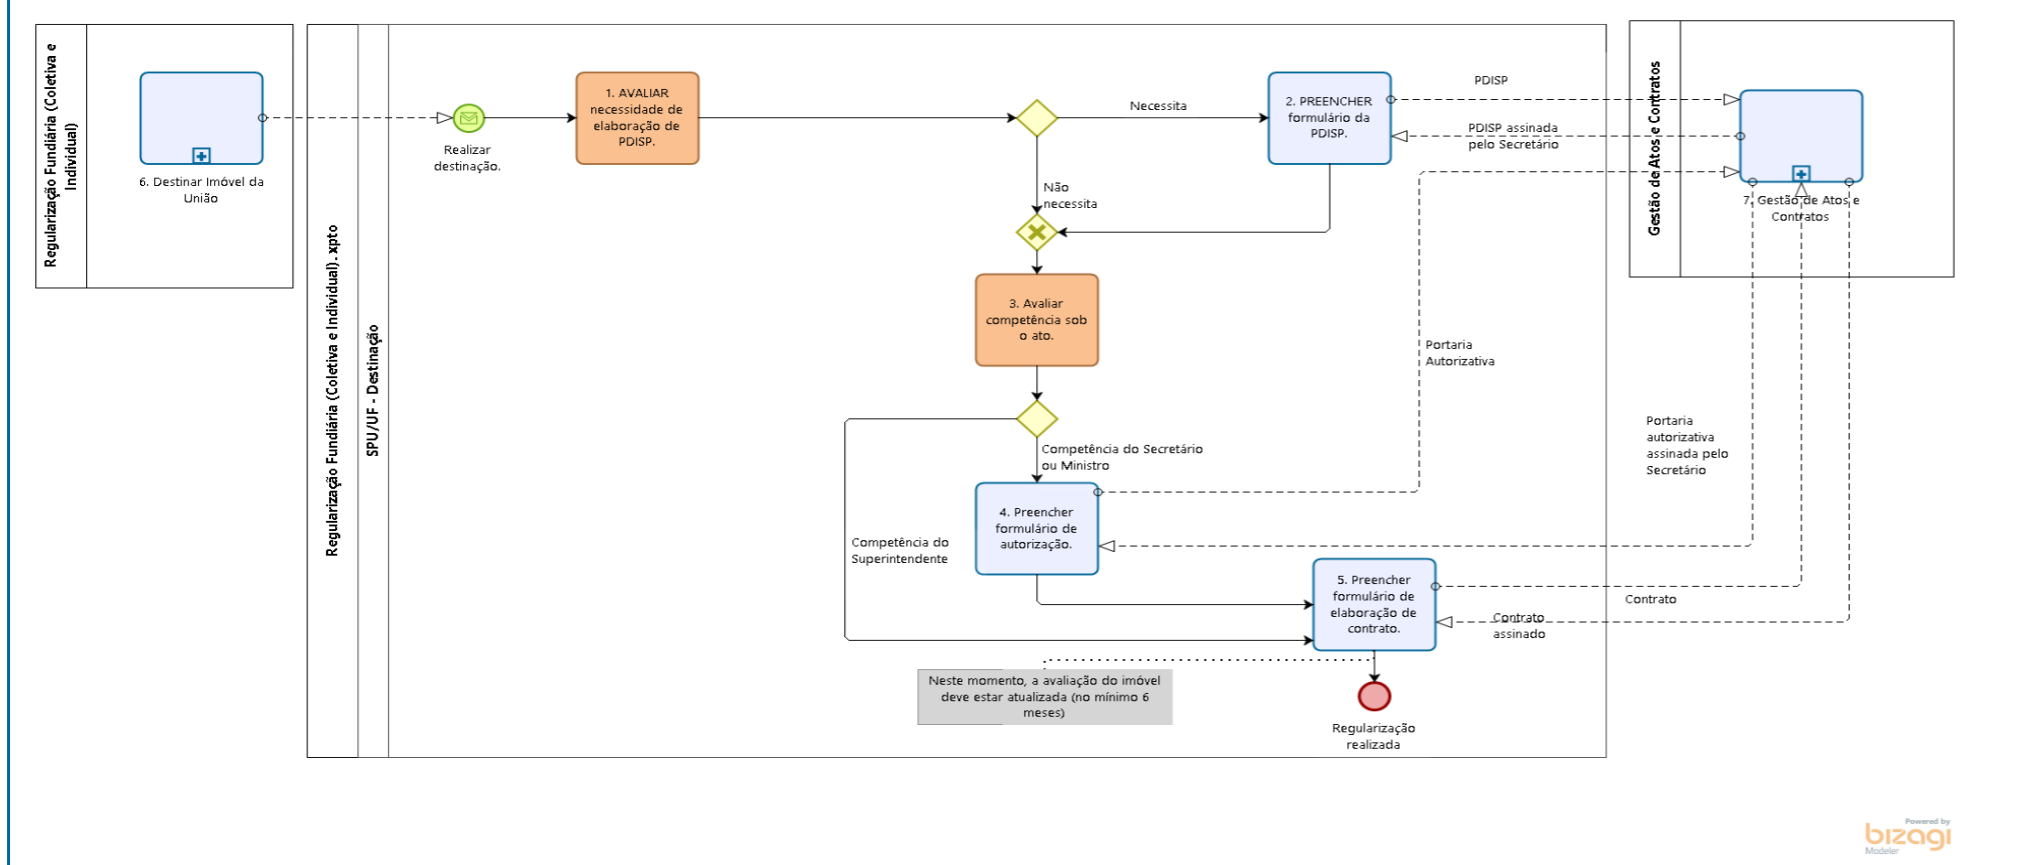 Regularização Fundiária (Coletiva e
Individual)
6. Destinar Imóvel da
União
Regularização Fundiária (Coletiva e Individual). xpto
SPU/UF - Destinação
Realizar
destinação.
1. AVALIAR
necessidade de
elaboração de
PDISP.
Necessita
Não
necessita
2. PREENCHER
formulário da
PDISP.
PDISP
PDISP assinada
pelo Secretário
Gestão de Atos e Contratos
7. Gestão de Atos e
Contratos
3. Avaliar
competência sob
o ato.
Portaria
Autorizativa
Competência do Secretário
ou Ministro
Portaria
autorizativa
assinada pelo
Secretário
4. Preencher
formulário de
autorização.
Competência do
Superintendente
5. Preencher
formulário de
elaboração de
contrato.
Contrato
Contrato
assinado
Neste momento, a avaliação do imóvel
deve estar atualizada (no mínimo 6
meses)
Regularização
realizada
Powered by
bizagi
Modeler